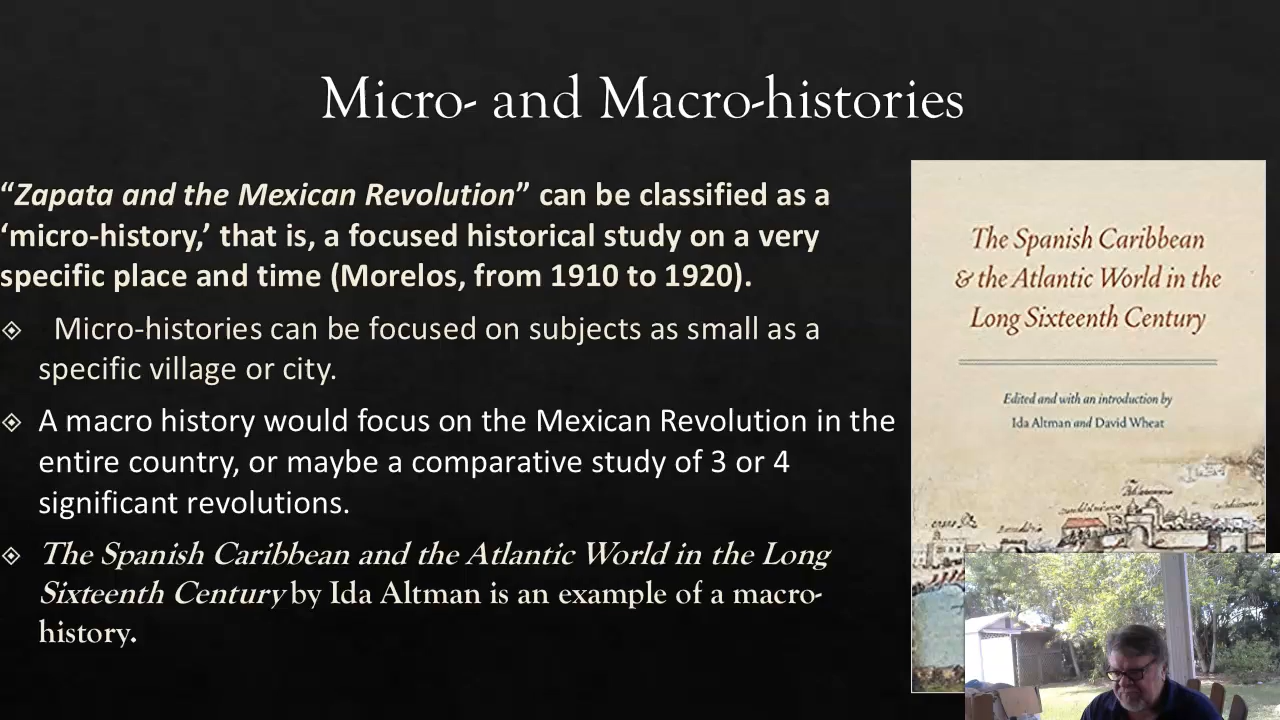 Micro- and Macro-histories
“Zapata and the Mexican Revolution” can be classified as a
‘micro-history,’ that is, a focused historical study on a very
specific place and time (Morelos, from 1910 to 1920).
Micro-histories can be focused on subjects as small as a
specific village or city.
A macro history would focus on the Mexican Revolution in the
entire country, or maybe a comparative study of 3 or 4
significant revolutions.
The Spanish Caribbean and the Atlantic World in the Long
Sixteenth Century by Ida Altman is an example of a macro-
history.
The Spanish Caribbean
& the Atlantic World in the
Long Sixteenth Century
Edited and with an introduction by
Ida Altman and David Wheat